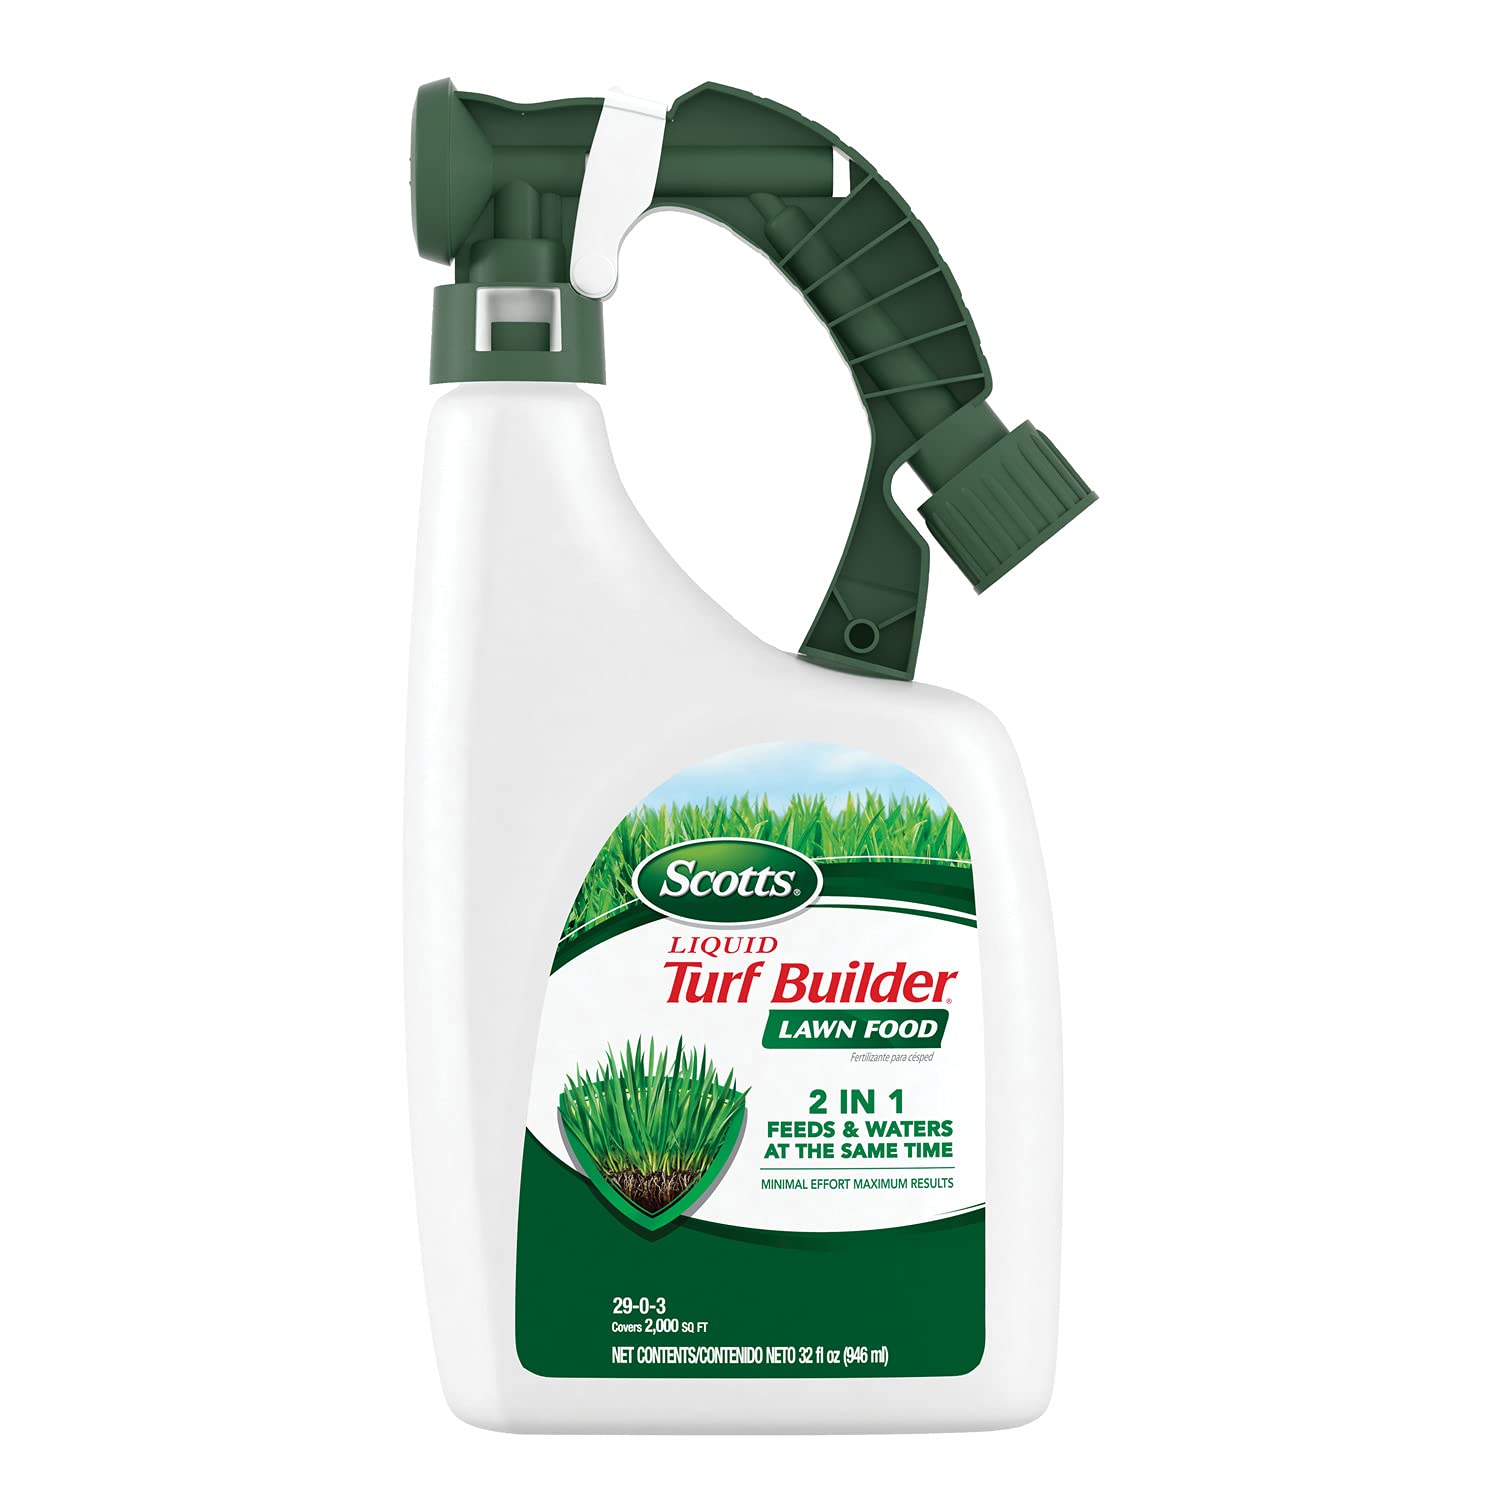 Scotts®
LIQUID
Turf Builder®
LAWN FOOD
Fertilizante para césped
2 IN 1
FEEDS & WATERS
AT THE SAME TIME
MINIMAL EFFORT MAXIMUM RESULTS
29-0-3
Covers 2,000 SQ FT
NET CONTENTS/CONTENIDO NETO 32 fl oz (946 ml)